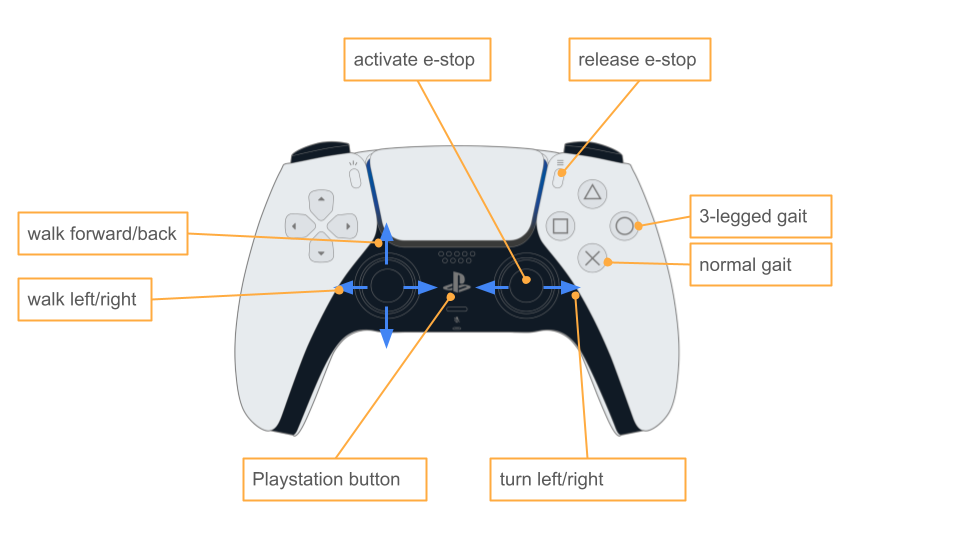 activate e-stop
release e-stop
3-legged gait
walk forward/back
normal gait
walk left/right
Playstation button
turn left/right